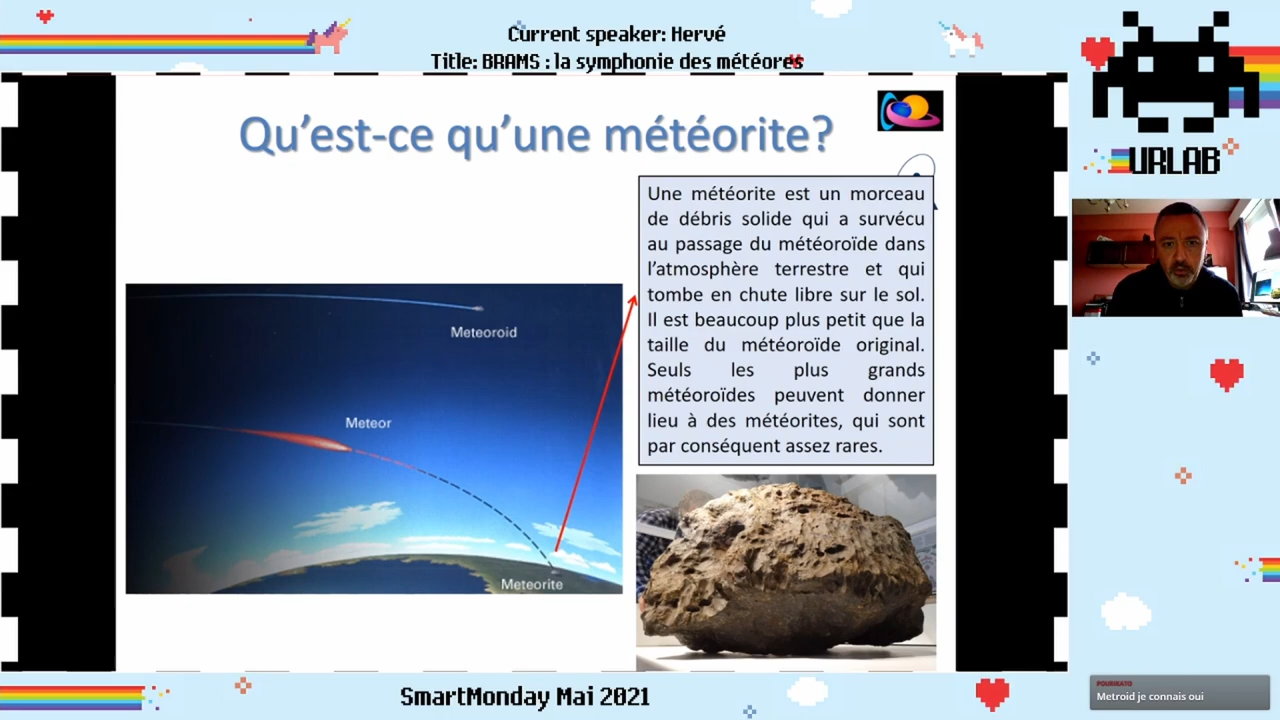 Current speaker: Hervé
Title: BRAMS : la symphonie des météores
URLAB
Qu'est-ce qu'une météorite?
Une météorite est un morceau
de débris solide qui a survécu
au passage du météoroïde dans
l'atmosphère terrestre et qui
tombe en chute libre sur le sol.
Il est beaucoup plus petit que la
taille du météoroïde original.
Seuls les plus grands
météoroïdes peuvent donner
lieu à des météorites, qui sont
par conséquent assez rares.
Meteoroid
Meteor
Meteorite
SmartMonday Mai 2021
POURIKATO
Metroid je connais oui